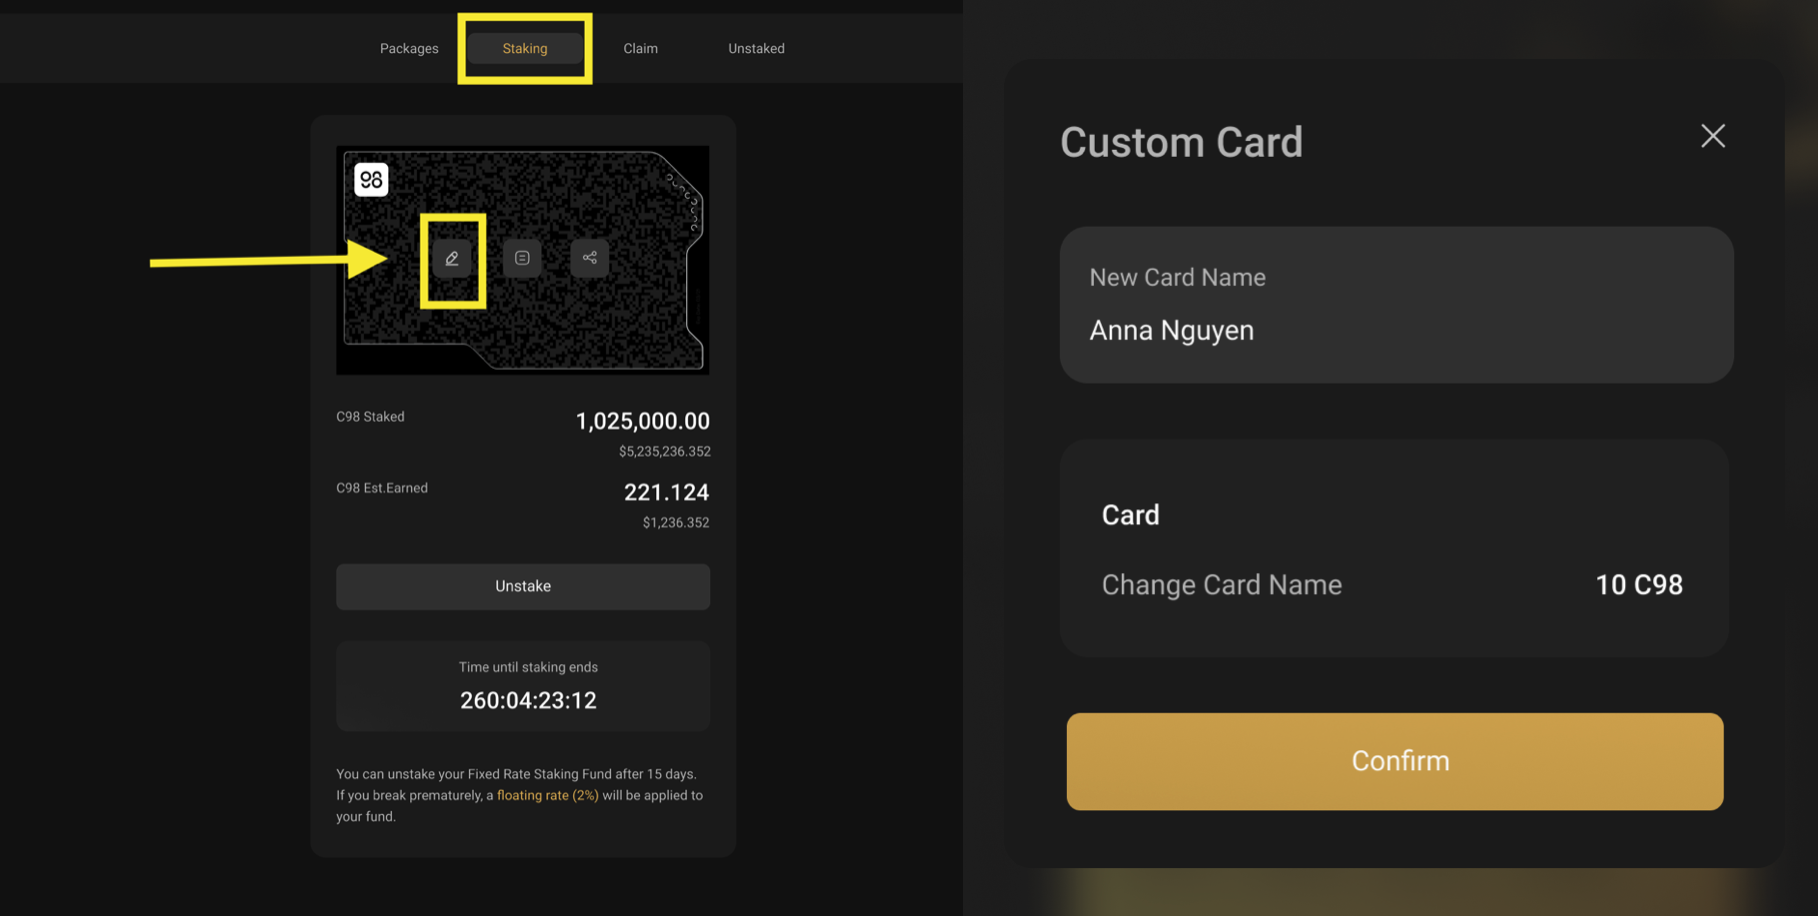 Packages
Staking
Claim
Unstaked
98
C98 Staked
1,025,000.00
$5,235,236.352
C98 Est.Earned
221.124
$1,236.352
Unstake
Time until staking ends
260:04:23:12
You can unstake your Fixed Rate Staking Fund after 15 days.
If you break prematurely, a floating rate (2%) will be applied to
your fund.
Custom Card
New Card Name
Anna Nguyen
Card
Change Card Name
10 C98
Confirm